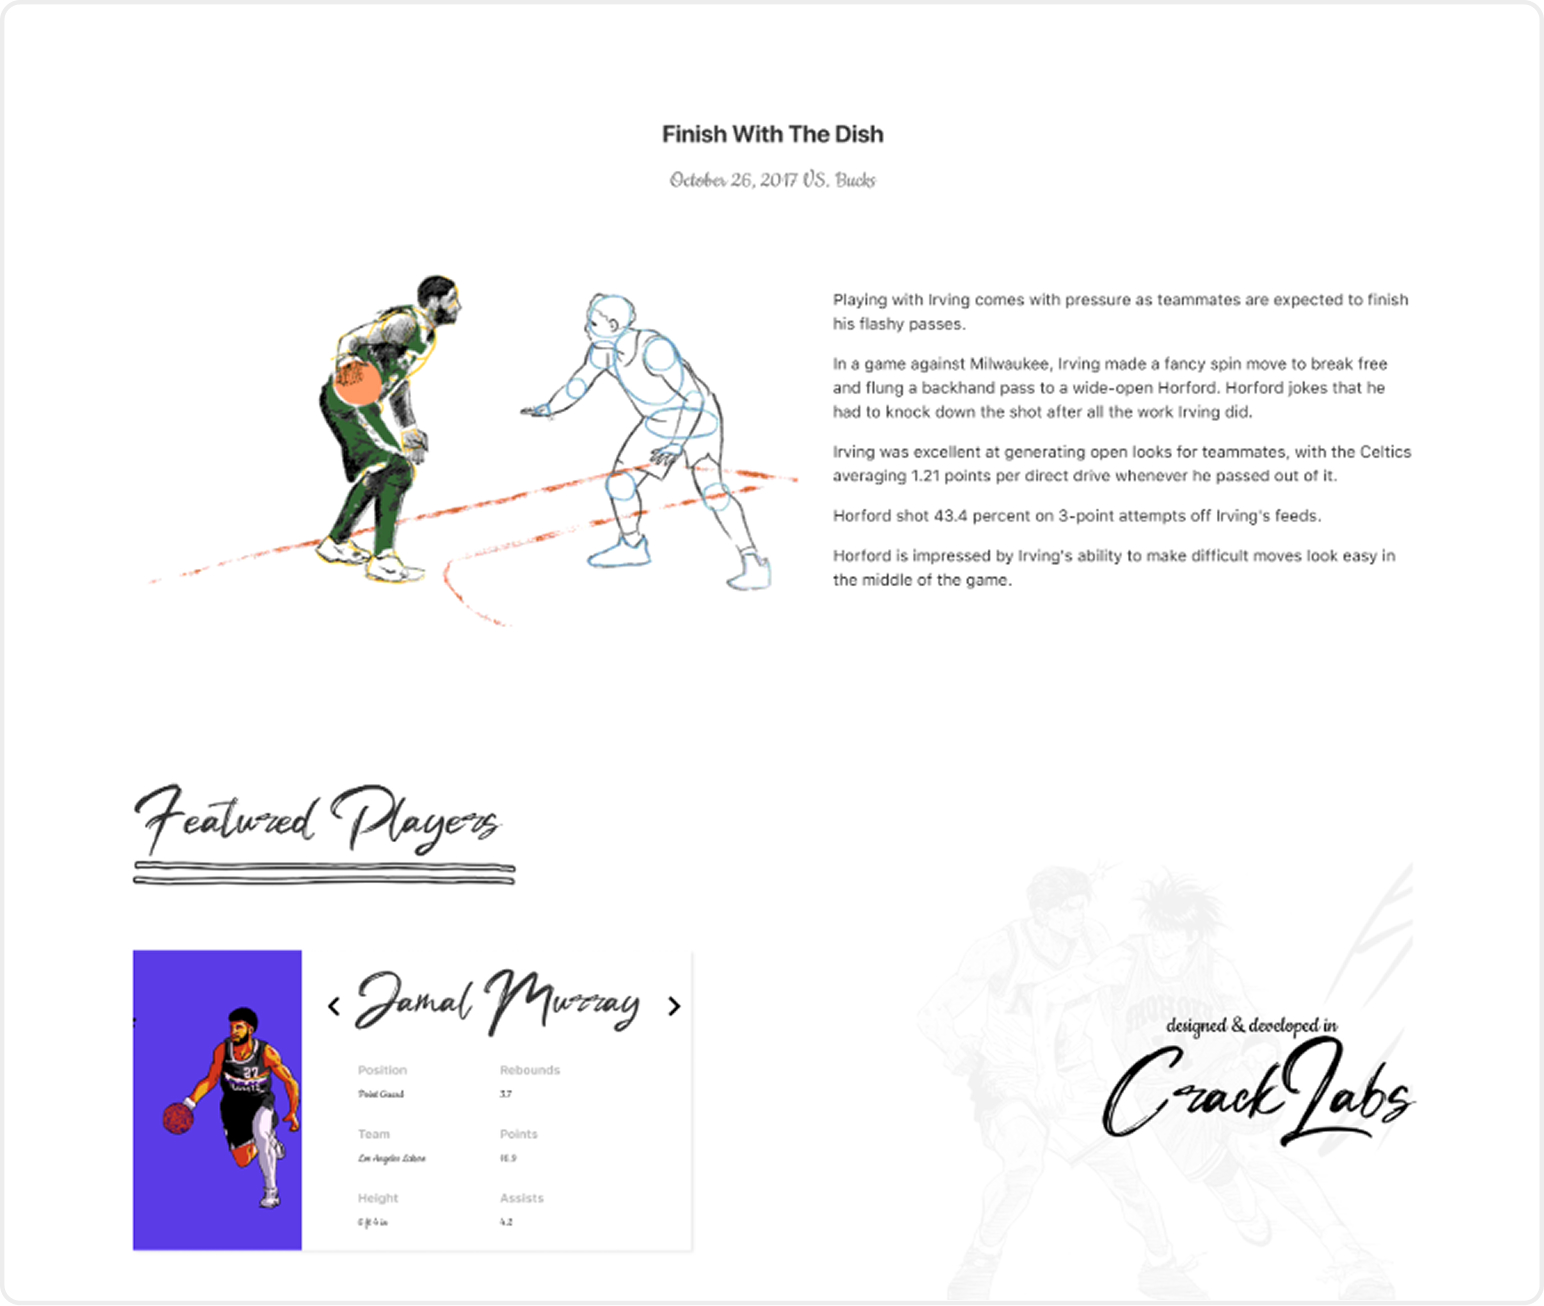 Finish With The Dish
October 26, 2017 VS. Bucks
Playing with Irving comes with pressure as teammates are expected to finish
his flashy passes.
In a game against Milwaukee, Irving made a fancy spin move to break free
and flung a backhand pass to a wide-open Horford. Horford jokes that he
had to knock down the shot after all the work Irving did.
Irving was excellent at generating open looks for teammates, with the Celtics
averaging 1.21 points per direct drive whenever he passed out of it.
Horford shot 43.4 percent on 3-point attempts off Irving's feeds.
Horford is impressed by Irving's ability to make difficult moves look easy in
the middle of the game.
Featured Players
Jamal Murray
Position
Point Guard
Rebounds
3.7
Team
Los Angeles Lakers
Points
16.9
Height
6 ft 4 in
Assists
4.2
27
designed & developed in
CrackLabs